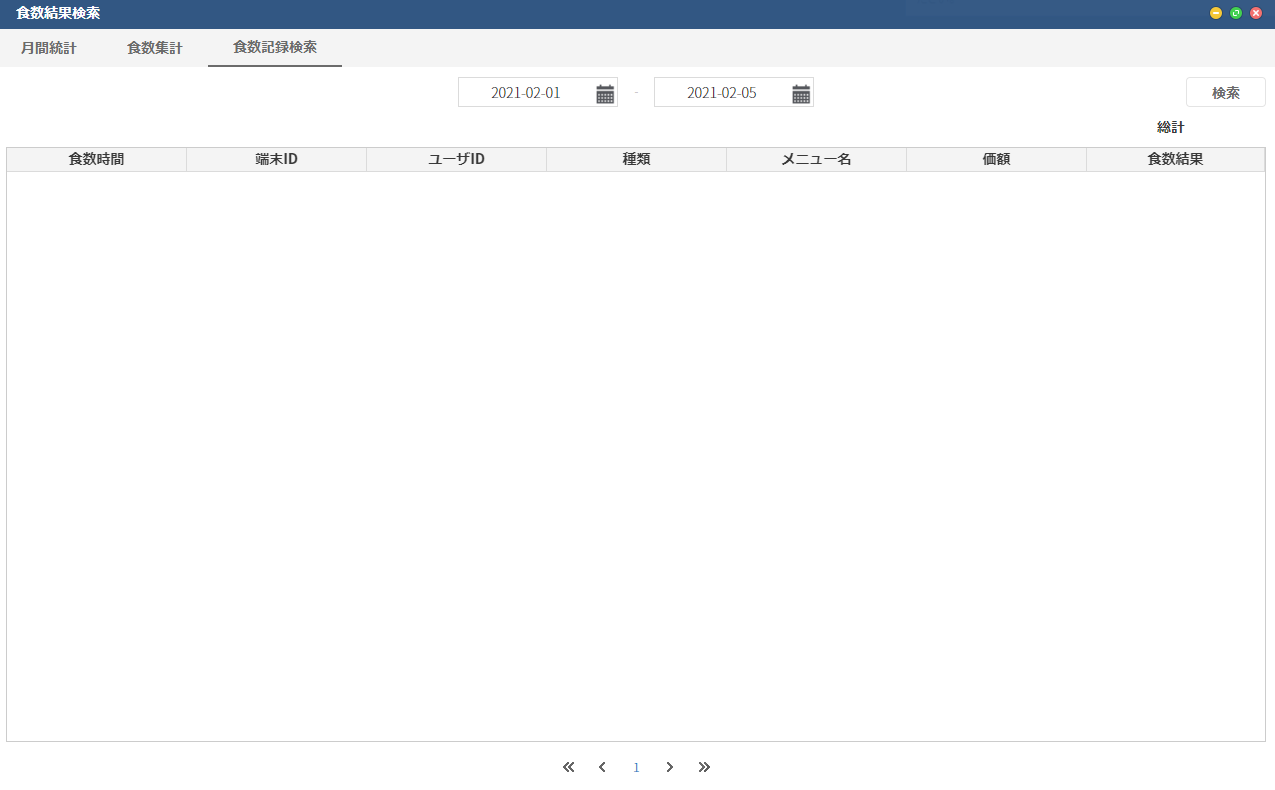 食数結果検索
月間統計 食数集計 食数記録検索
2021-02-01 - 2021-02-05 検索
総計
食数時間 端末ID ユーザID 種類 メニュー名 価額 食数結果
1